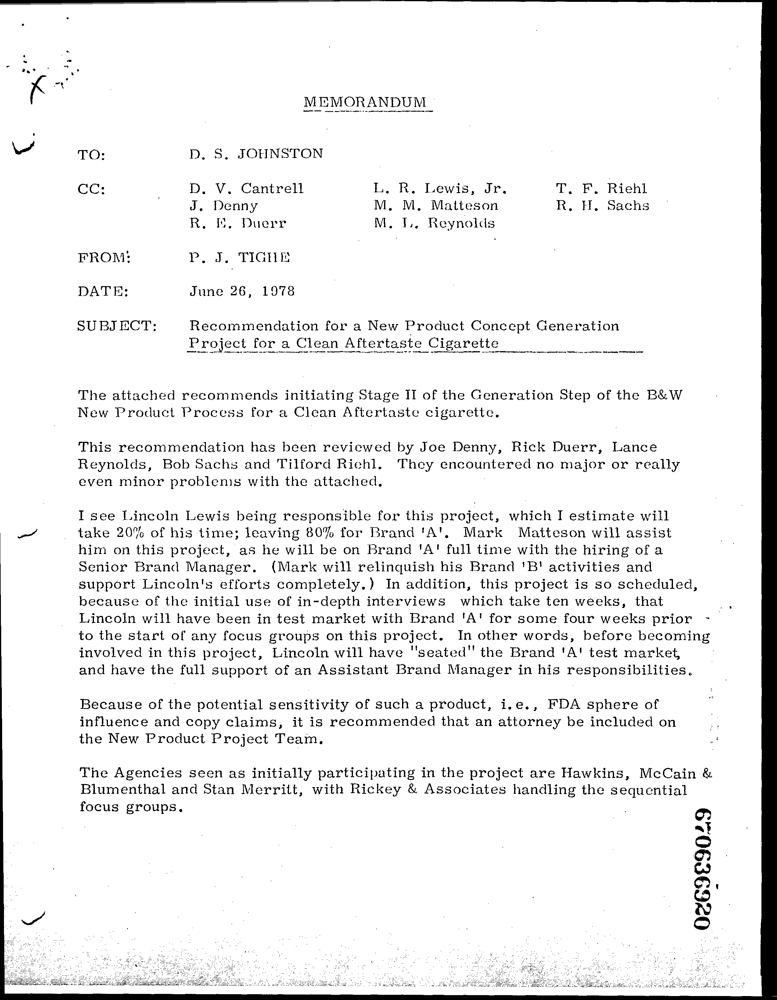 MEMORANDUM
TO: D. S. JOHNSTON
CC: D. V. Cantrell L. R. Lewis, Jr. T. F. Riehl
J. Denny M. M. Matteson R. H. Sachs
R. E. Duerr M. L. Reynolds
FROM: P. J. TIGHE
DATE: June 26, 1978
SUBJECT: Recommendation for a New Product Concept Generation
Project for a Clean Aftertaste Cigarette
The attached recommends initiating Stage II of the Generation Step of the B&W
New Product Process for a Clean Aftertaste cigarette.
This recommendation has been reviewed by Joe Denny, Rick Duerr, Lance
Reynolds, Bob Sachs and Tilford Riehl. They encountered no major or really
even minor problems with the attached.
I see Lincoln Lewis being responsible for this project, which I estimate will
take 20% of his time; leaving 80% for Brand 'A'. Mark Matteson will assist
him on this project, as he will be on Brand 'A' full time with the hiring of a
Senior Brand Manager. (Mark will relinquish his Brand 'B' activities and
support Lincoln's efforts completely.) In addition, this project is so scheduled,
because of the initial use of in-depth interviews which take ten weeks, that
Lincoln will have been in test market with Brand 'A' for some four weeks prior
to the start of any focus groups on this project. In other words, before becoming
involved in this project, Lincoln will have "seated" the Brand 'A' test market,
and have the full support of an Assistant Brand Manager in his responsibilities.
Because of the potential sensitivity of such a product, i.e., FDA sphere of
influence and copy claims, it is recommended that an attorney be included on
the New Product Project Team.
The Agencies seen as initially participating in the project are Hawkins, McCain &
Blumenthal and Stan Merritt, with Rickey & Associates handling the sequential
focus groups.
670636920